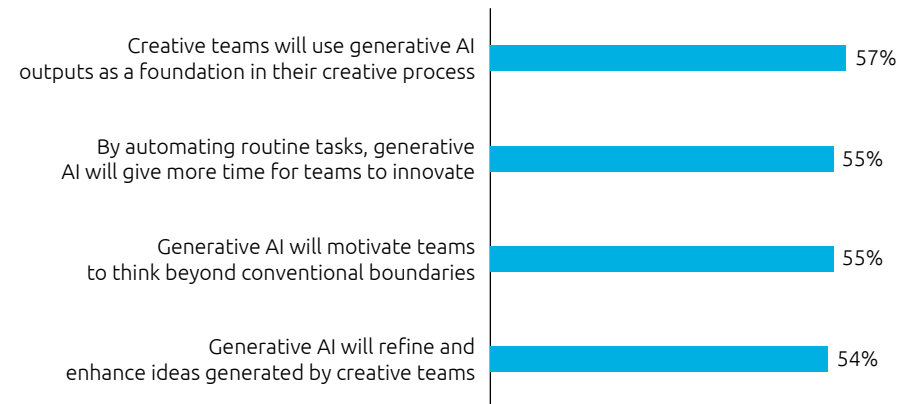 Creative teams will use generative AI
outputs as a foundation in their creative process
57%
By automating routine tasks, generative
AI will give more time for teams to innovate
55%
Generative AI will motivate teams
to think beyond conventional boundaries
55%
Generative AI will refine and
enhance ideas generated by creative teams
54%